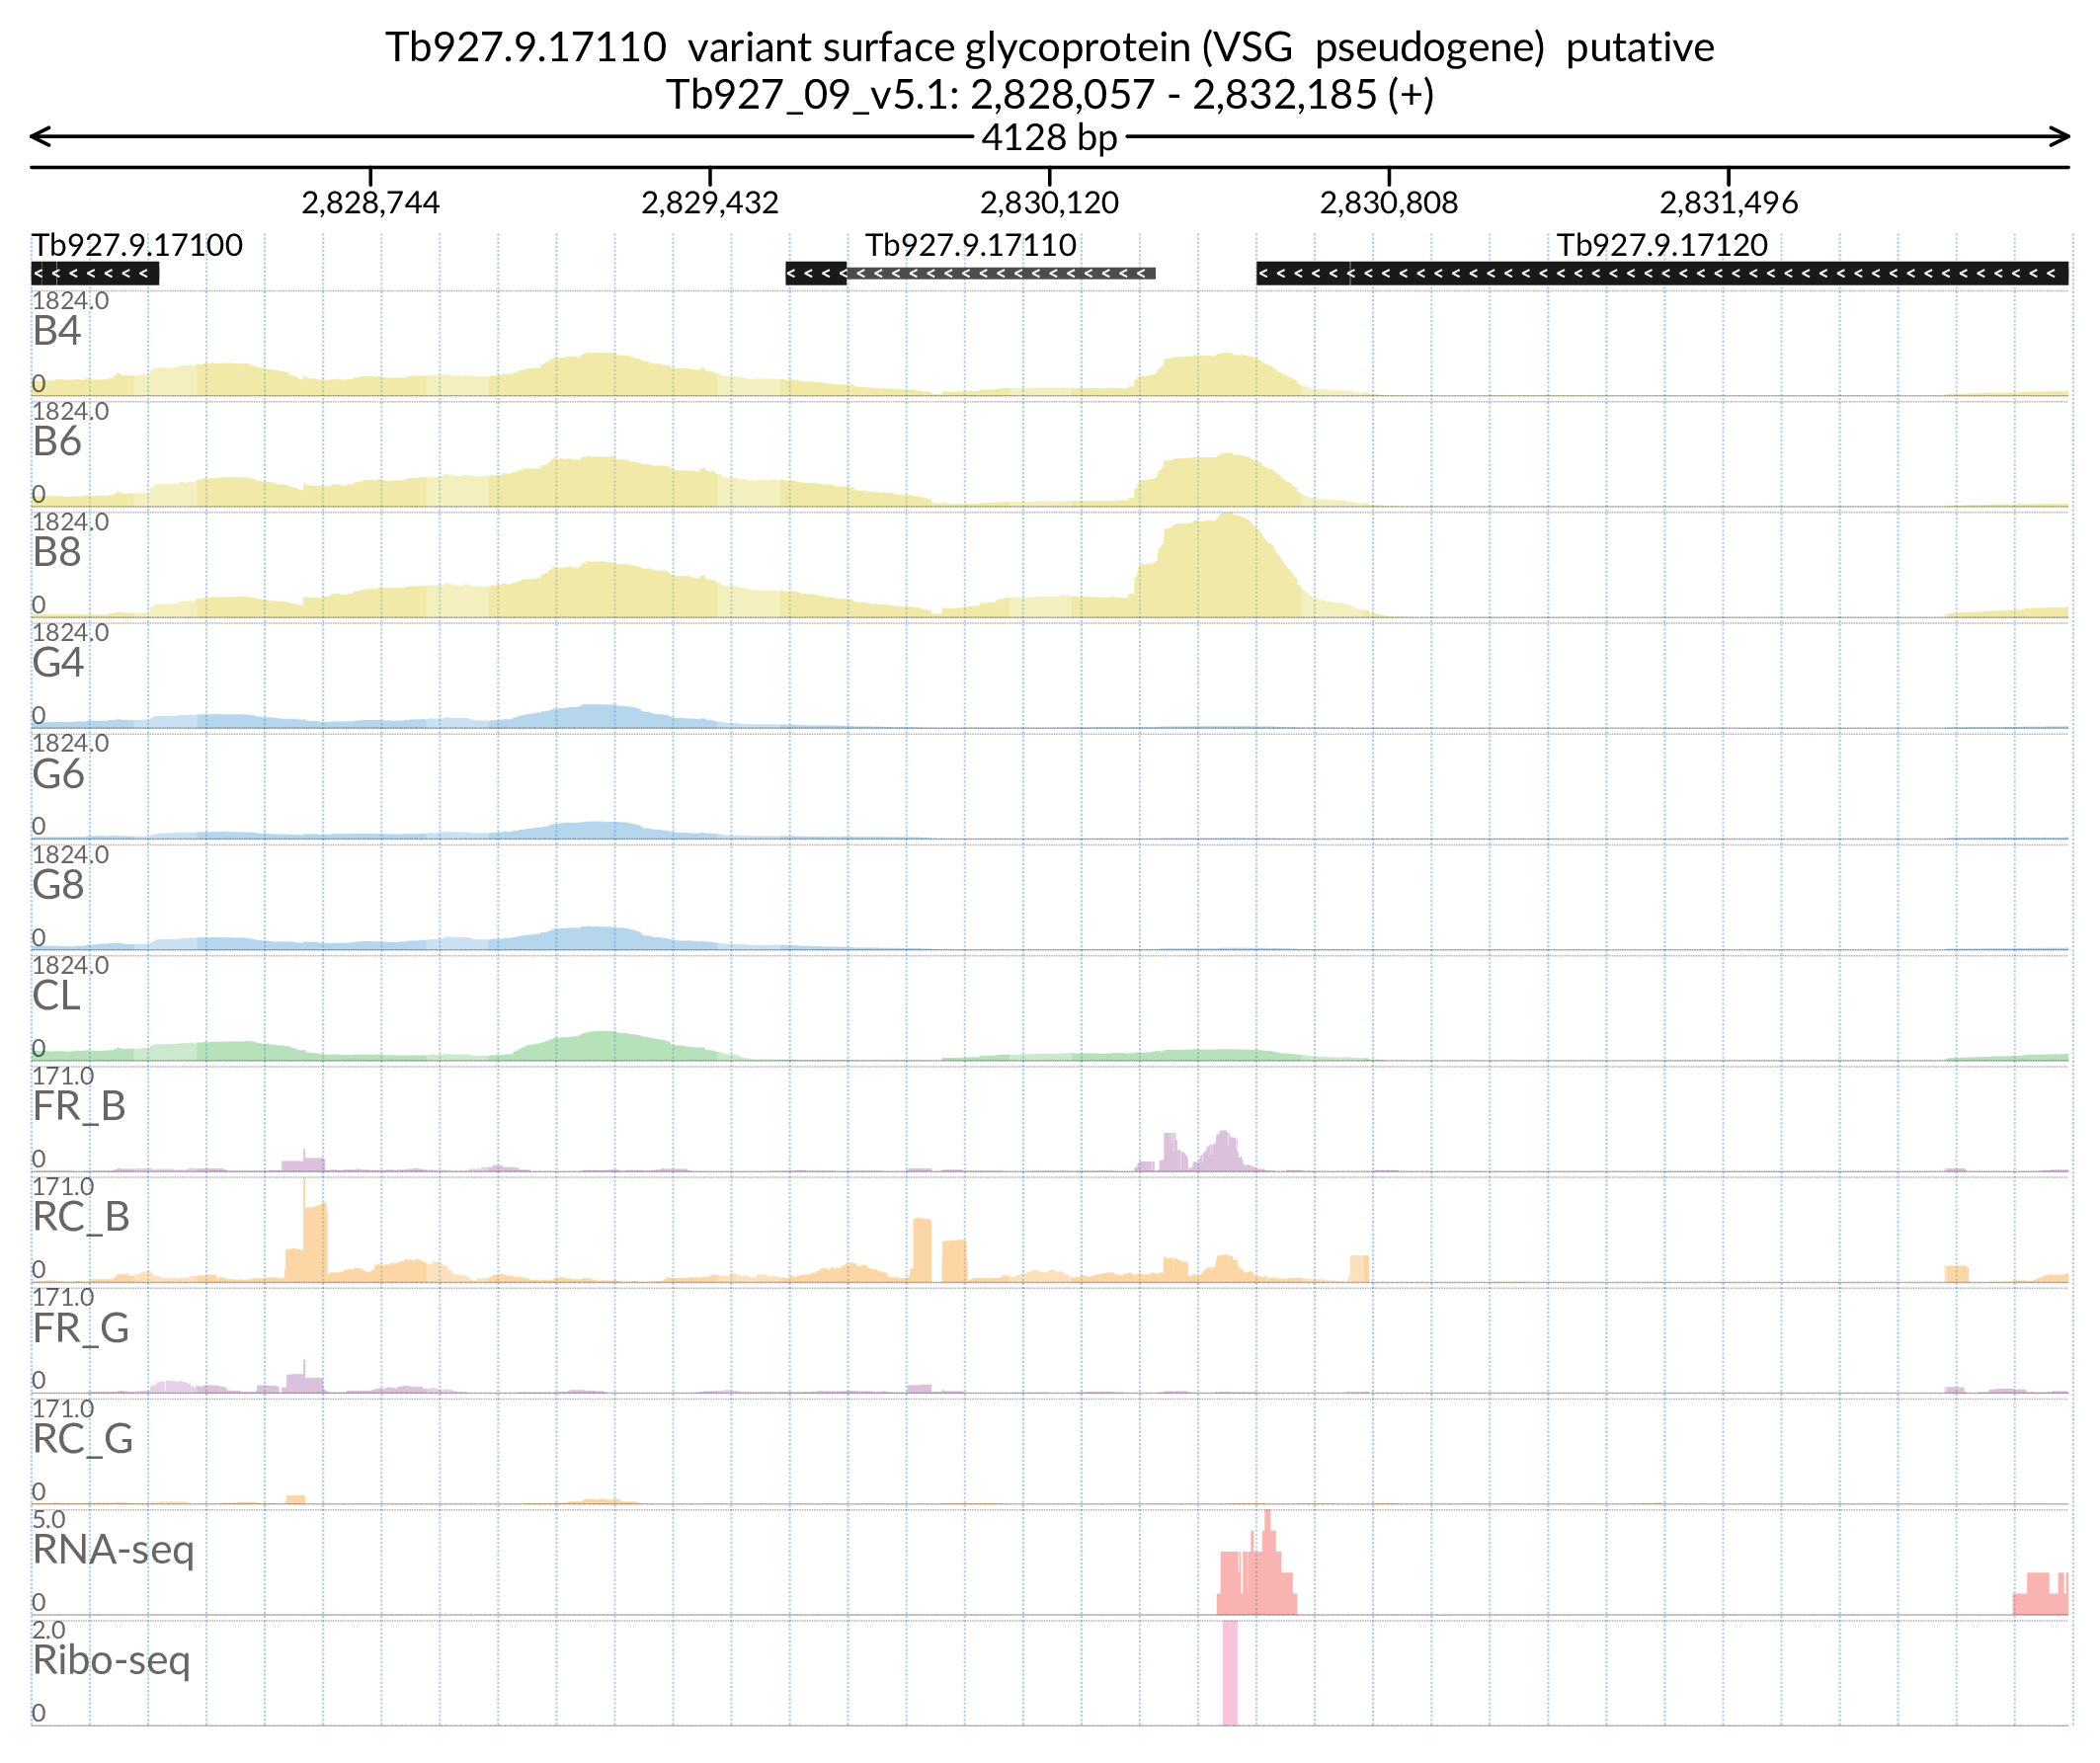 Tb927.9.17110  variant surface glycoprotein (VSG  pseudogene)  putative
Tb927_09_v5.1: 2,828,057 - 2,832,185 (+)
4128 bp
2,828,744 2,829,432 2,830,120 2,830,808 2,831,496
Tb927.9.17100 Tb927.9.17110 Tb927.9.17120
1824.0
B4
0
1824.0
B6
0
1824.0
B8
0
1824.0
G4
0
1824.0
G6
0
1824.0
G8
0
1824.0
CL
0
171.0
FR_B
0
171.0
RC_B
0
171.0
FR_G
0
171.0
RC_G
0
5.0
RNA-seq
0
2.0
Ribo-seq
0